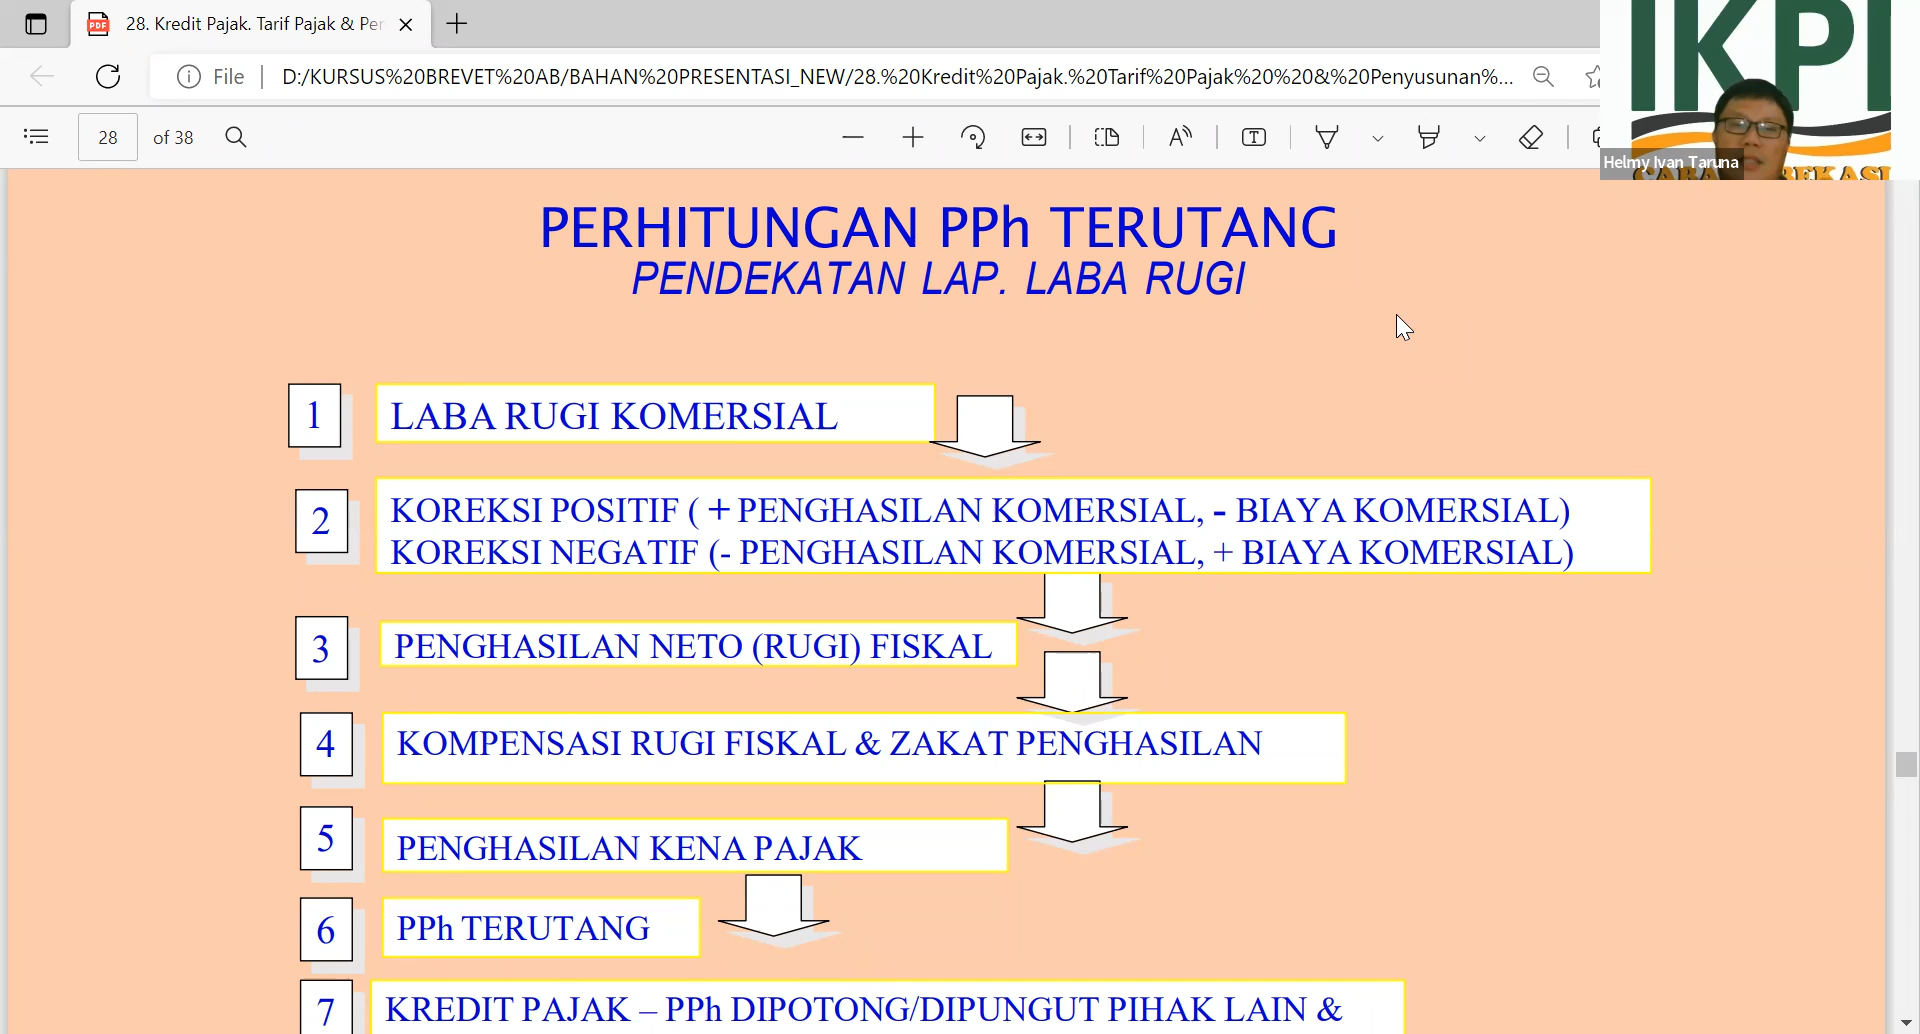 28. Kredit Pajak. Tarif Pajak & Per
File
D:/KURSUS%20BREVET%20AB/BAHAN%20PRESENTASI_NEW/28.%20Kredit%20Pajak.%20Tarif%20Pajak%20%20&%20Penyusunan%...
28 of 38
IKPI
Helmy Ivan Taruna
PERHITUNGAN PPh TERUTANG
PENDEKATAN LAP. LABA RUGI
1 LABA RUGI KOMERSIAL
2 KOREKSI POSITIF ( + PENGHASILAN KOMERSIAL, - BIAYA KOMERSIAL)
KOREKSI NEGATIF (- PENGHASILAN KOMERSIAL, + BIAYA KOMERSIAL)
3 PENGHASILAN NETO (RUGI) FISKAL
4 KOMPENSASI RUGI FISKAL & ZAKAT PENGHASILAN
5 PENGHASILAN KENA PAJAK
6 PPh TERUTANG
7 KREDIT PAJAK – PPh DIPOTONG/DIPUNGUT PIHAK LAIN &